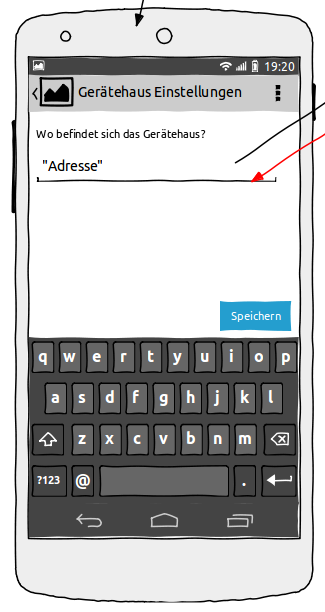 19:20
Gerätehaus Einstellungen
Wo befindet sich das Gerätehaus?
"Adresse"
Speichern
q w e r t y u i o p
a s d f g h j k l
z x c v b n m
?123 @ .